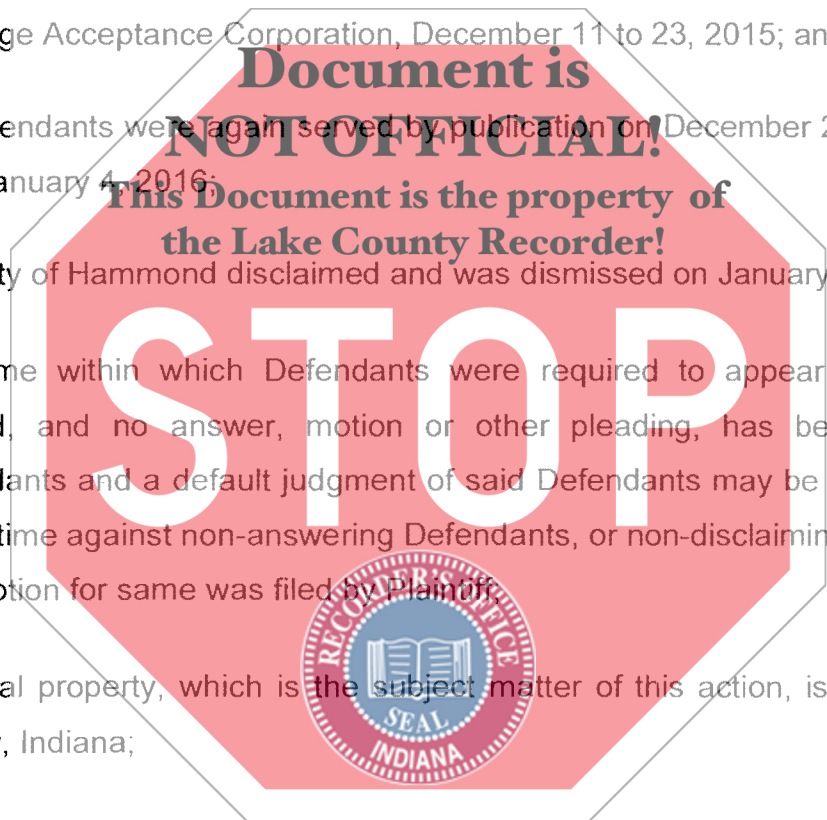 ge Acceptance Corporation, December 11 to 23, 2015; an
Document is
endants were again served by publication on December 2
NOT OFFICIAL!
anuary 4, 2016;
This Document is the property of
the Lake County Recorder!
ty of Hammond disclaimed and was dismissed on January
STOP
me within which Defendants were required to appear
d, and no answer, motion or other pleading, has be
lants and a default judgment of said Defendants may be
time against non-answering Defendants, or non-disclaimin
otion for same was filed by Plaintiff;
RECORDER'S OFFICE
al property, which is the subject matter of this action, is
SEAL
INDIANA
, Indiana;